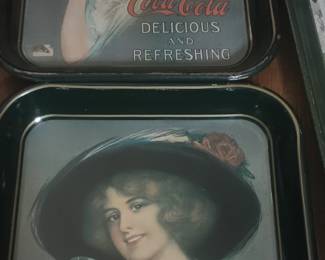 Coca-Cola
DELICIOUS
AND
REFRESHING